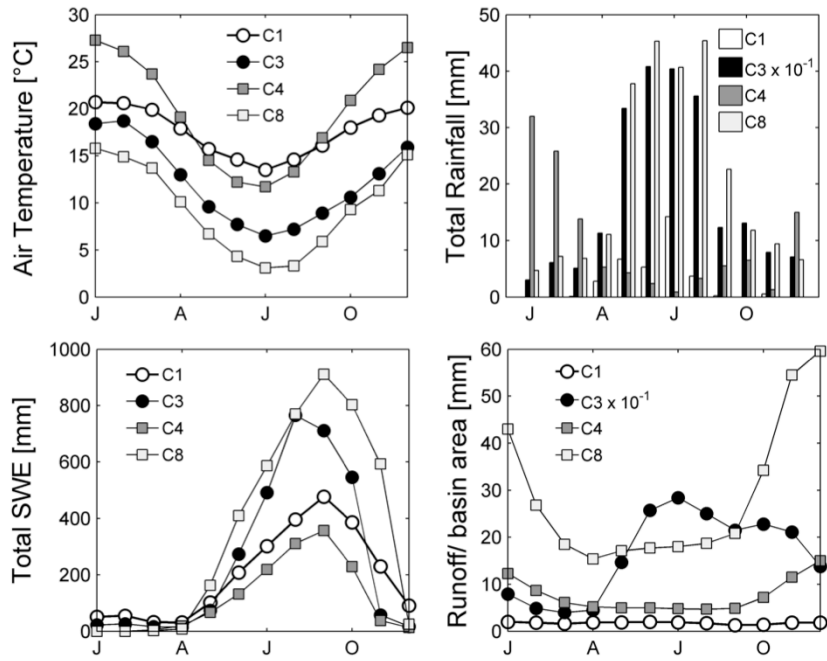 Air Temperature [°C]
30
25
20
15
10
5
0
J A J O
C1
C3
C4
C8
Total Rainfall [mm]
50
40
30
20
10
0
J A J O
C1
C3 x 10⁻¹
C4
C8
Total SWE [mm]
1000
800
600
400
200
0
J A J O
C1
C3
C4
C8
Runoff/ basin area [mm]
60
50
40
30
20
10
0
J A J O
C1
C3 x 10⁻¹
C4
C8